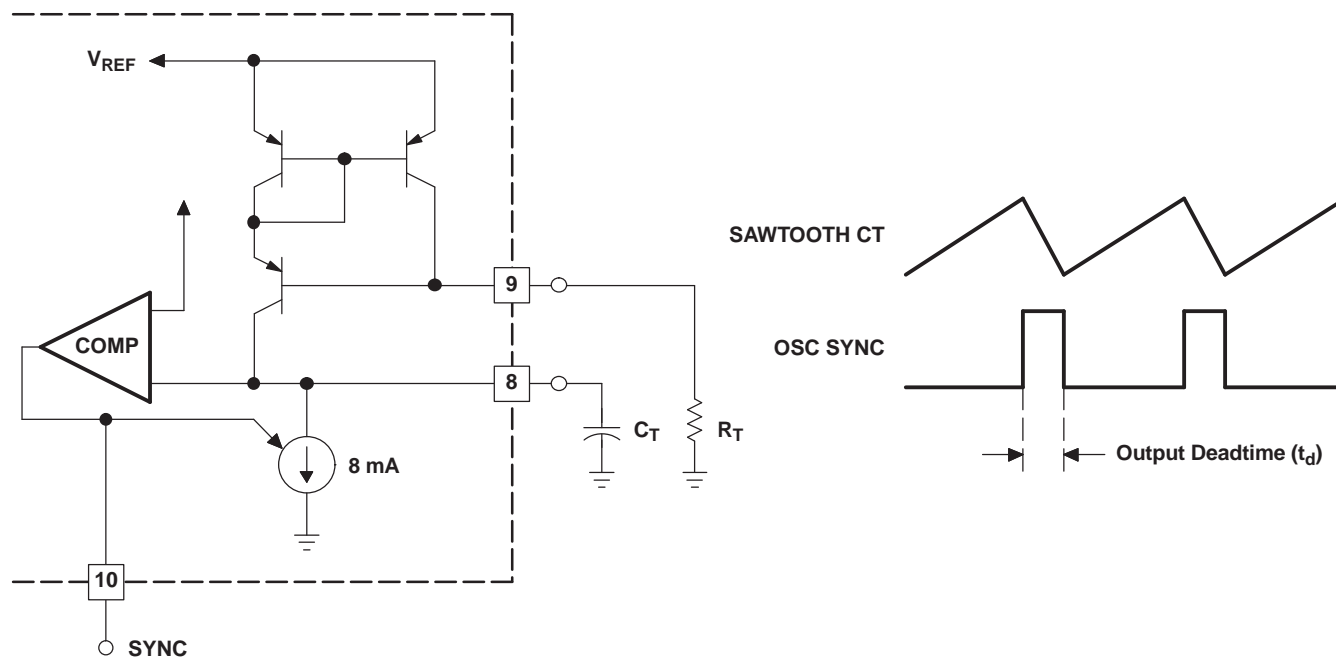 VREF
SAWTOOTH CT
9
COMP
OSC SYNC
8
CT
RT
Output Deadtime (td)
8 mA
10
SYNC